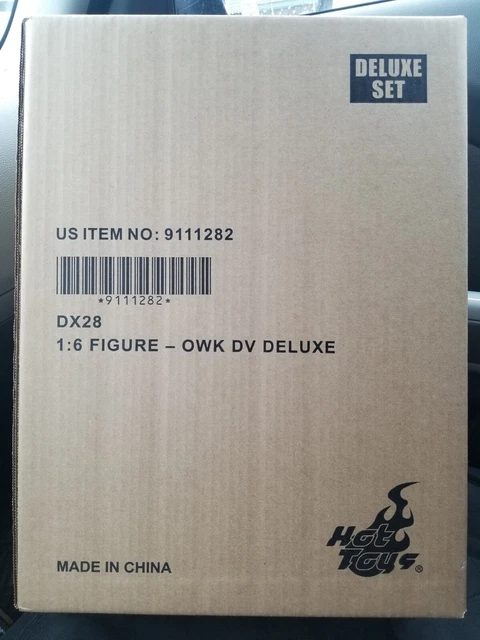 DELUXE
SET
US ITEM NO: 9111282
*9111282*
DX28
1:6 FIGURE – OWK DV DELUXE
Hot
Toys®
MADE IN CHINA